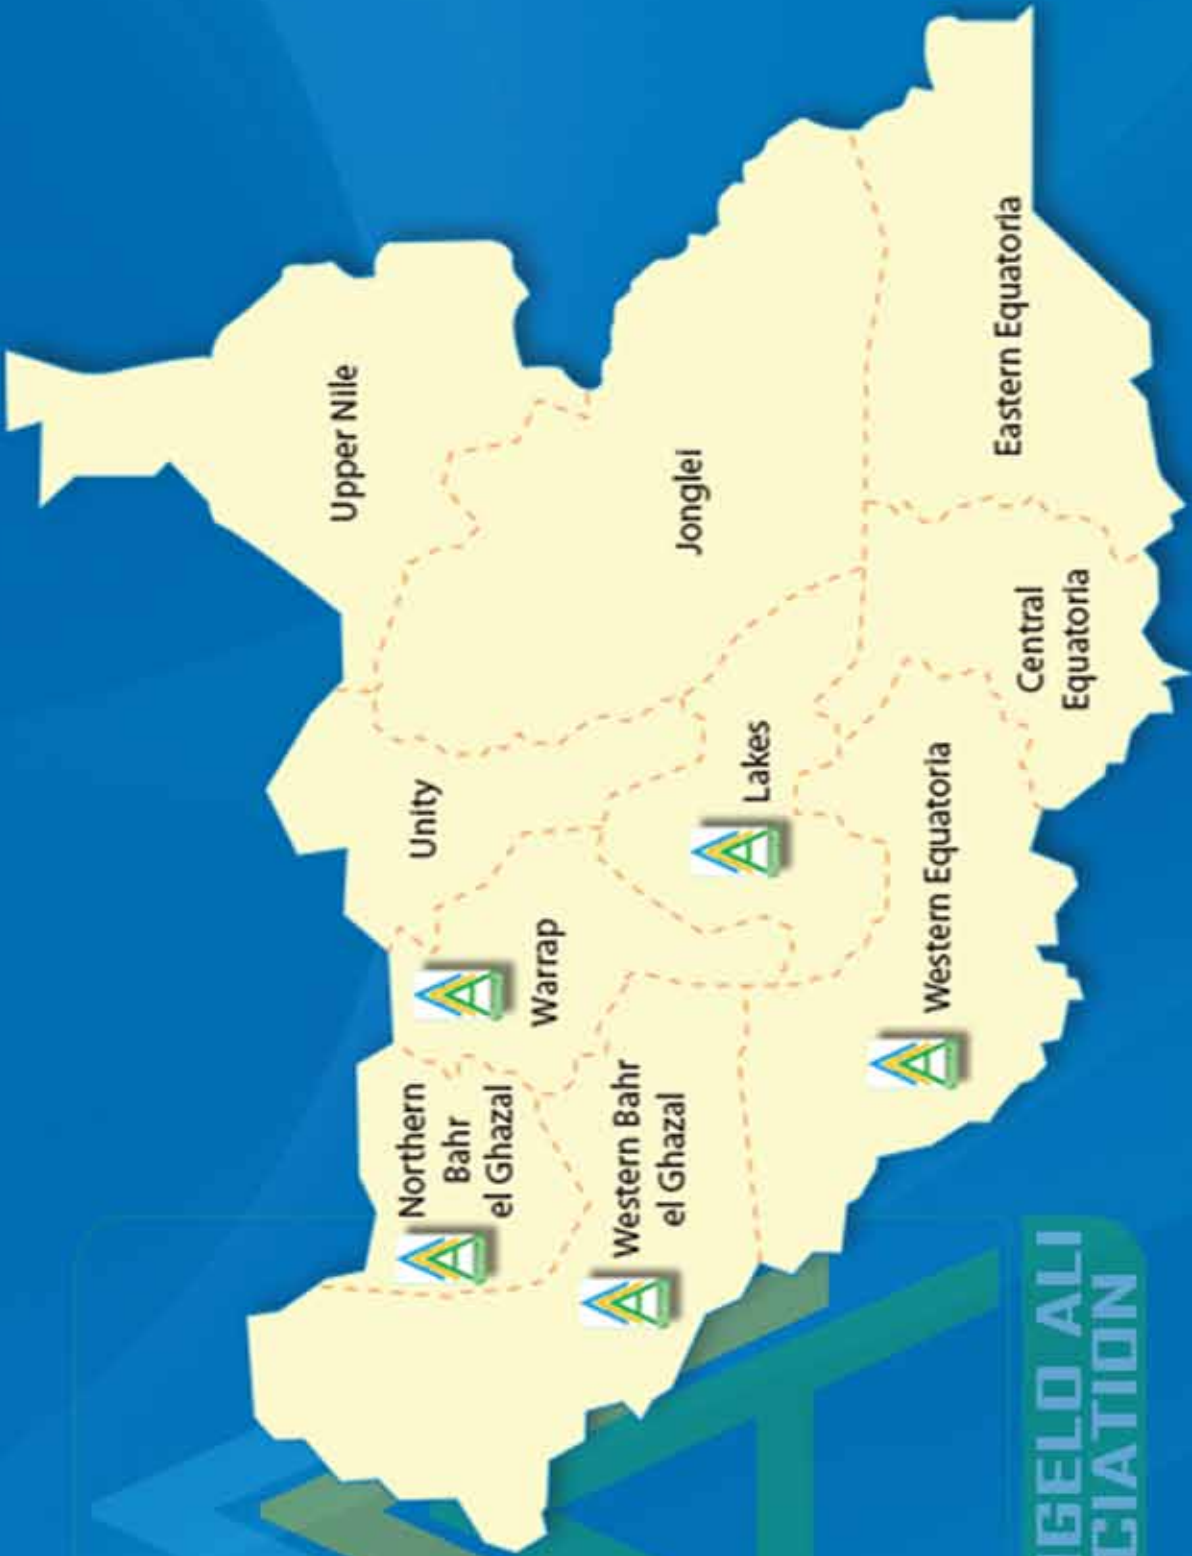 Upper Nile
Unity
Northern
Bahr
el Ghazal
Warrap
Western Bahr
el Ghazal
Jonglei
Lakes
Western Equatoria
Eastern Equatoria
Central
Equatoria
GELO ALI
CIATION